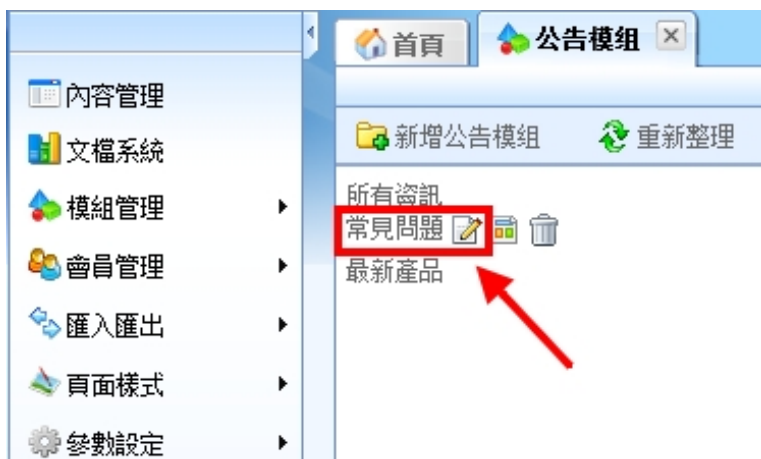 首頁
公告模组
內容管理
文檔系統
模組管理
會員管理
匯入匯出
頁面樣式
參數設定
新增公告模组
重新整理
所有資訊
常見問題
最新產品